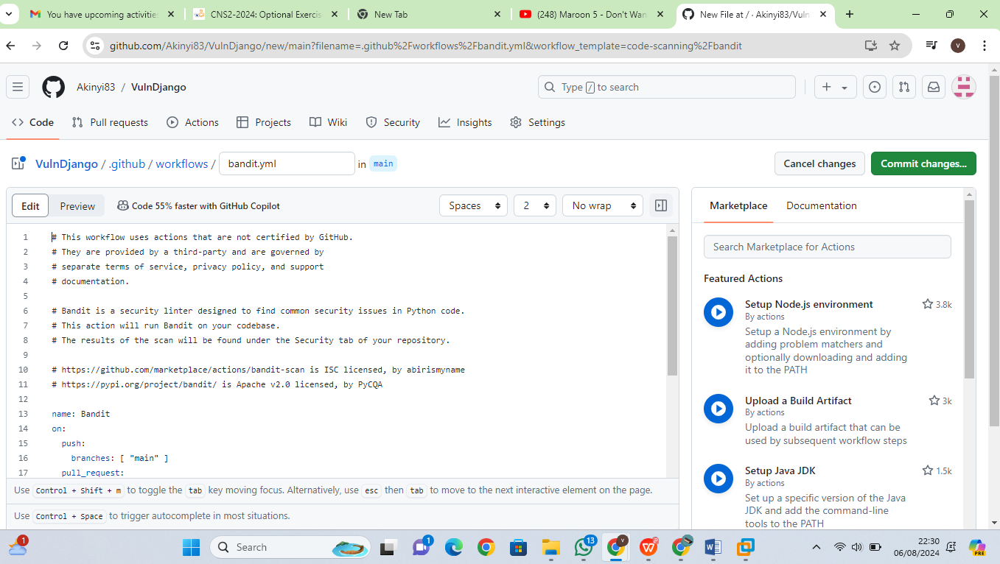 You have upcoming activities
CNS2-2024: Optional Exercis
New Tab
(248) Maroon 5 - Don't Wan
New File at / · Akinyi83/Vuln
github.com/Akinyi83/VulnDjango/new/main?filename=.github%2Fworkflows%2Fbandit.yml&workflow_template=code-scanning%2Fbandit
V
Akinyi83 / VulnDjango
Type / to search
Code
Pull requests
Actions
Projects
Wiki
Security
Insights
Settings
VulnDjango / .github / workflows / bandit.yml in main
Cancel changes
Commit changes...
Edit
Preview
Code 55% faster with GitHub Copilot
Spaces
2
No wrap
1 # This workflow uses actions that are not certified by GitHub.
2 # They are provided by a third-party and are governed by
3 # separate terms of service, privacy policy, and support
4 # documentation.
5
6 # Bandit is a security linter designed to find common security issues in Python code.
7 # This action will run Bandit on your codebase.
8 # The results of the scan will be found under the Security tab of your repository.
9
10 # https://github.com/marketplace/actions/bandit-scan is ISC licensed, by abirismyname
11 # https://pypi.org/project/bandit/ is Apache v2.0 licensed, by PyCQA
12
13 name: Bandit
14 on:
15 push:
16 branches: [ "main" ]
17 pull_request:
Use Control + Shift + m to toggle the tab key moving focus. Alternatively, use esc then tab to move to the next interactive element on the page.
Use Control + Space to trigger autocomplete in most situations.
Marketplace
Documentation
Search Marketplace for Actions
Featured Actions
Setup Node.js environment
3.8k
By actions
Setup a Node.js environment by
adding problem matchers and
optionally downloading and adding
it to the PATH
Upload a Build Artifact
3k
By actions
Upload a build artifact that can be
used by subsequent workflow steps
Setup Java JDK
1.5k
By actions
Set up a specific version of the Java
JDK and add the command-line
tools to the PATH
1
Search
1
13
V
22:30
06/08/2024
PRE